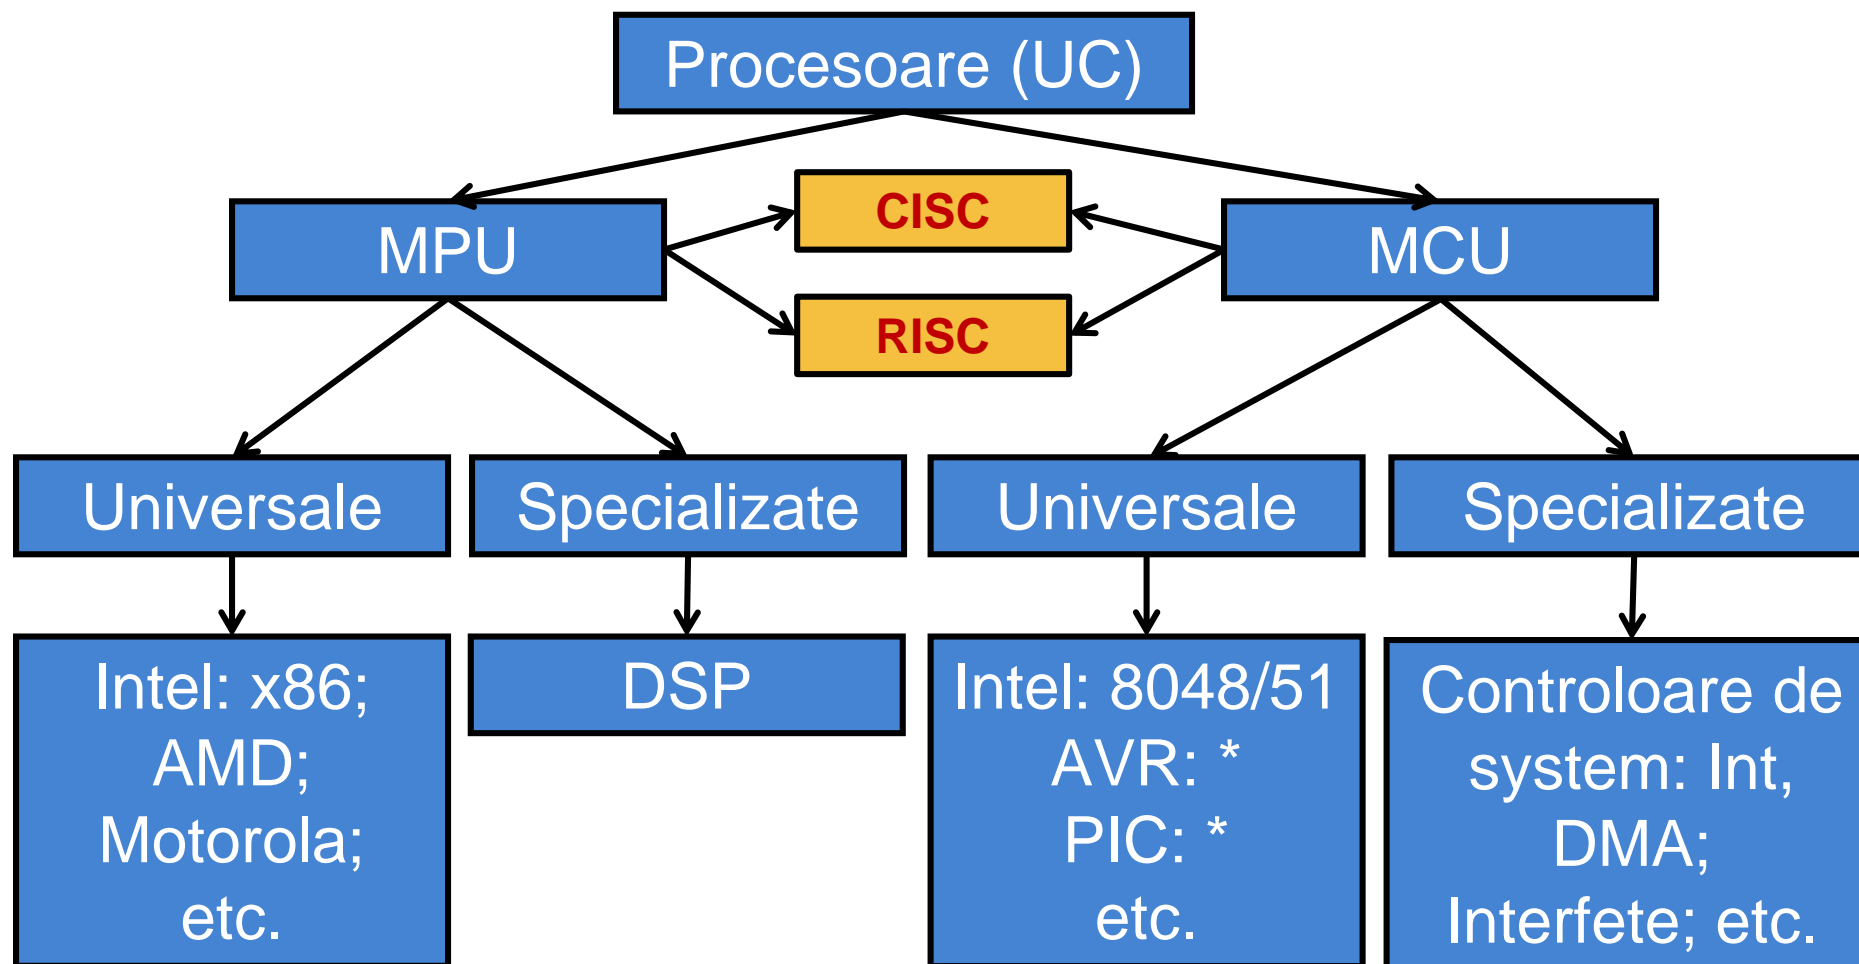 Procesoare (UC)
CISC
MPU
MCU
RISC
Universale
Specializate
Universale
Specializate
Intel: x86;
AMD;
Motorola;
etc.
DSP
Intel: 8048/51
AVR: *
PIC: *
etc.
Controloare de
system: Int,
DMA;
Interfete; etc.